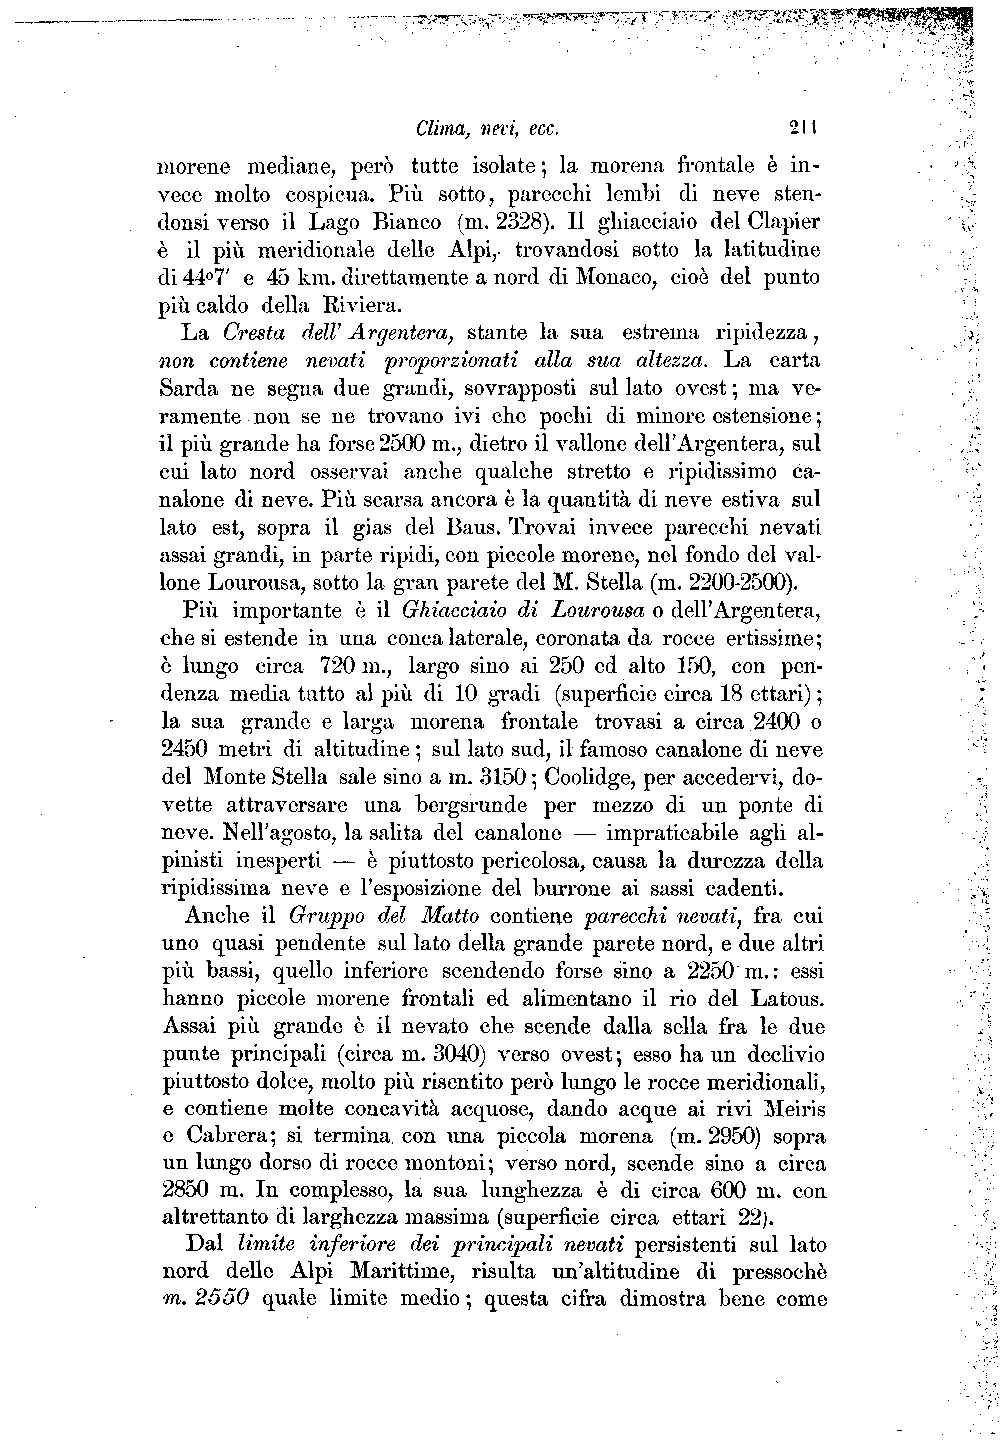 Clima, nevi, ecc. 211
morene mediane, però tutte isolate; la morena frontale è in-
vece molto cospicua. Più sotto, parecchi lembi di neve sten-
donsi verso il Lago Bianco (m. 2328). Il ghiacciaio del Clapier
è il più meridionale delle Alpi, trovandosi sotto la latitudine
di 44º7′ e 45 km. direttamente a nord di Monaco, cioè del punto
più caldo della Riviera.
La Cresta dell' Argentera, stante la sua estrema ripidezza,
non contiene nevati proporzionati alla sua altezza. La carta
Sarda ne segna due grandi, sovrapposti sul lato ovest; ma ve-
ramente non se ne trovano ivi che pochi di minore estensione;
il più grande ha forse 2500 m., dietro il vallone dell'Argentera, sul
cui lato nord osservai anche qualche stretto e ripidissimo ca-
nalone di neve. Più scarsa ancora è la quantità di neve estiva sul
lato est, sopra il gias del Baus. Trovai invece parecchi nevati
assai grandi, in parte ripidi, con piccole morene, nel fondo del val-
lone Lourousa, sotto la gran parete del M. Stella (m. 2200-2500).
Più importante è il Ghiacciaio di Lourousa o dell'Argentera,
che si estende in una conca laterale, coronata da rocce ertissime;
è lungo circa 720 m., largo sino ai 250 ed alto 150, con pen-
denza media tutto al più di 10 gradi (superficie circa 18 ettari);
la sua grande e larga morena frontale trovasi a circa 2400 o
2450 metri di altitudine; sul lato sud, il famoso canalone di neve
del Monte Stella sale sino a m. 3150; Coolidge, per accedervi, do-
vette attraversare una bergsrunde per mezzo di un ponte di
neve. Nell'agosto, la salita del canalone — impraticabile agli al-
pinisti inesperti — è piuttosto pericolosa, causa la durezza della
ripidissima neve e l'esposizione del burrone ai sassi cadenti.
Anche il Gruppo del Matto contiene parecchi nevati, fra cui
uno quasi pendente sul lato della grande parete nord, e due altri
più bassi, quello inferiore scendendo forse sino a 2250 m.: essi
hanno piccole morene frontali ed alimentano il rio del Latous.
Assai più grande è il nevato che scende dalla sella fra le due
punte principali (circa m. 3040) verso ovest; esso ha un declivio
piuttosto dolce, molto più risentito però lungo le rocce meridionali,
e contiene molte concavità acquose, dando acque ai rivi Meiris
e Cabrera; si termina con una piccola morena (m. 2950) sopra
un lungo dorso di rocce montoni; verso nord, scende sino a circa
2850 m. In complesso, la sua lunghezza è di circa 600 m. con
altrettanto di larghezza massima (superficie circa ettari 22).
Dal limite inferiore dei principali nevati persistenti sul lato
nord delle Alpi Marittime, risulta un'altitudine di pressochè
m. 2550 quale limite medio; questa cifra dimostra bene come